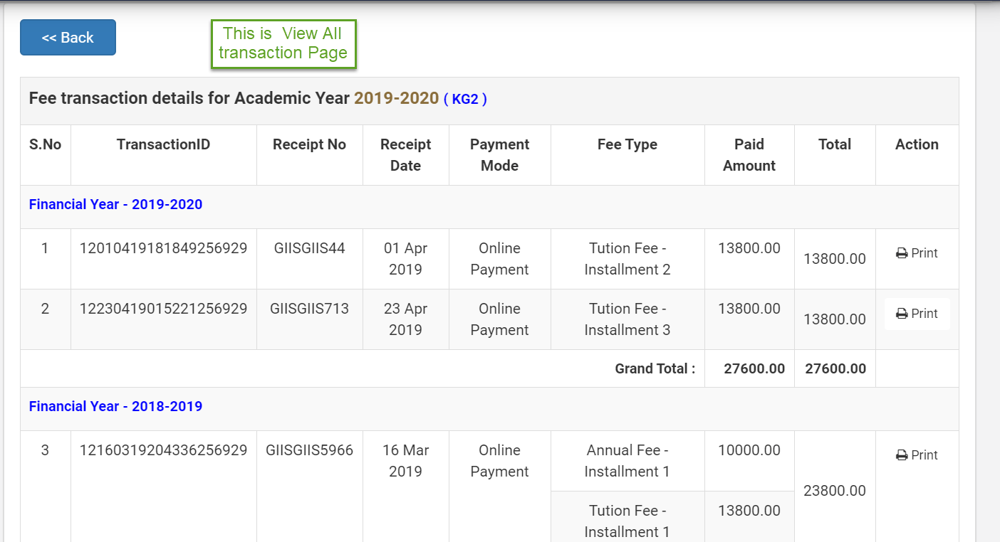 << Back
This is View All
transaction Page
Fee transaction details for Academic Year 2019-2020 ( KG2 )
S.No TransactionID Receipt No Receipt Date Payment Mode Fee Type Paid Amount Total Action
Financial Year - 2019-2020
1 12010419181849256929 GIISGIIS44 01 Apr 2019 Online Payment Tution Fee - Installment 2 13800.00 13800.00 Print
2 12230419015221256929 GIISGIIS713 23 Apr 2019 Online Payment Tution Fee - Installment 3 13800.00 13800.00 Print
Grand Total : 27600.00 27600.00
Financial Year - 2018-2019
3 12160319204336256929 GIISGIIS5966 16 Mar 2019 Online Payment Annual Fee - Installment 1 10000.00 23800.00 Print
Tution Fee - Installment 1 13800.00